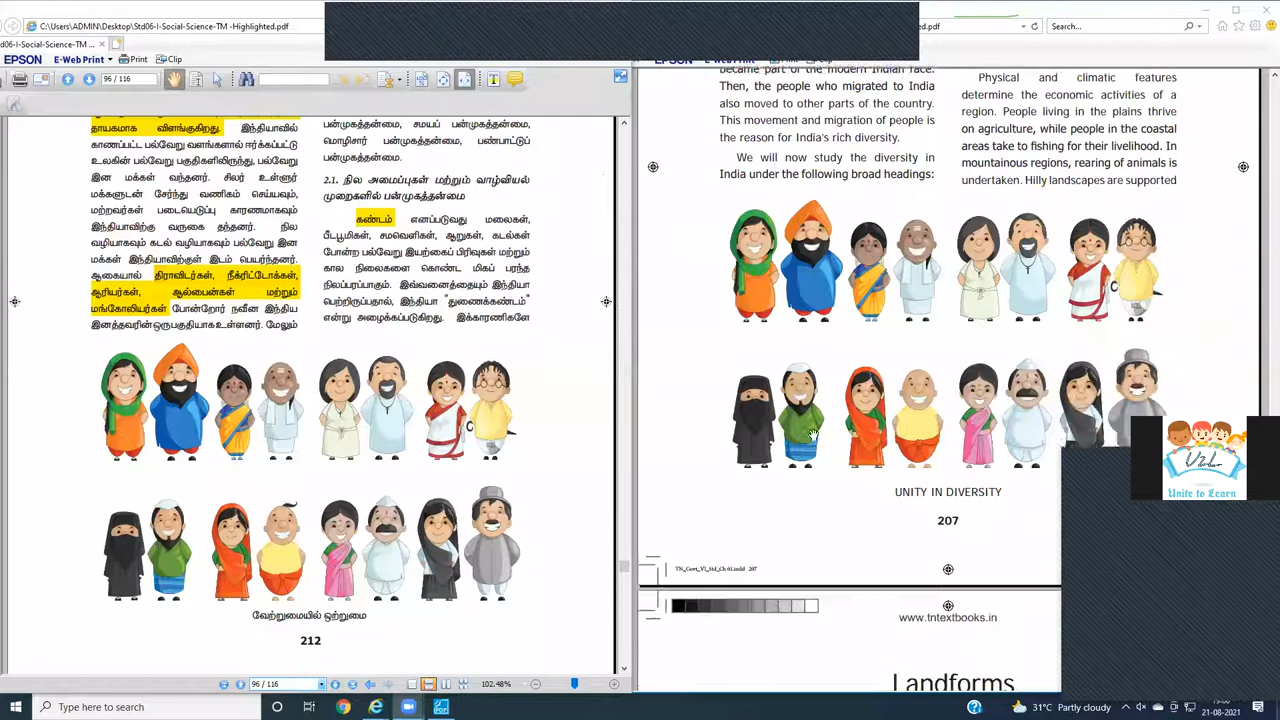 C:\Users\ADMIN\Desktop\Std06-I-Social-Science-TM -Highlighted.pdf
Search...
EPSON E-Web Print Print Clip
96 / 116
தாயகமாக விளங்குகிறது. இந்தியாவில்
காணப்பட்ட பல்வேறு வளங்களால் ஈர்க்கப்பட்டு
உலகின் பல்வேறு பகுதிகளிலிருந்து, பல்வேறு
இன மக்கள் வந்தனர். சிலர் உள்ளூர்
மக்களுடன் சேர்ந்து வணிகம் செய்யவும்,
மற்றவர்கள் படையெடுப்பு காரணமாகவும்
இந்தியாவிற்கு வருகை தந்தனர். நில
வழியாகவும் கடல் வழியாகவும் பல்வேறு இன
மக்கள் இந்தியாவிற்குள் இடம் பெயர்ந்தனர்.
ஆகையால் திராவிடர்கள், நீக்ரிட்டோக்கள்,
ஆரியர்கள், ஆல்பைன்கள் மற்றும்
மங்கோலியர்கள் போன்றோர் நவீன இந்திய
இனத்தவரின் ஒரு பகுதியாக உள்ளனர். மேலும்
பன்முகத்தன்மை, சமயப் பன்முகத்தன்மை,
மொழிசார் பன்முகத்தன்மை, பண்பாட்டுப்
பன்முகத்தன்மை.
2.1. நில அமைப்புகள் மற்றும் வாழ்வியல்
முறைகளில் பன்முகத்தன்மை
கண்டம் எனப்படுவது மலைகள்,
பீடபூமிகள், சமவெளிகள், ஆறுகள், கடல்கள்
போன்ற பல்வேறு இயற்கைப் பிரிவுகள் மற்றும்
கால நிலைகளை கொண்ட மிகப் பரந்த
நிலப்பரப்பாகும். இவ்வனைத்தையும் இந்தியா
பெற்றிருப்பதால், இந்தியா "துணைக்கண்டம்"
என்று அழைக்கப்படுகிறது. இக்காரணிகளே
வேற்றுமையில் ஒற்றுமை
212
96 / 116
102.48%
became part of the modern Indian race.
Then, the people who migrated to India
also moved to other parts of the country.
This movement and migration of people is
the reason for India's rich diversity.
We will now study the diversity in
India under the following broad headings:
Physical and climatic features
determine the economic activities of a
region. People living in the plains thrive
on agriculture, while people in the coastal
areas take to fishing for their livelihood. In
mountainous regions, rearing of animals is
undertaken. Hilly landscapes are supported
UNITY IN DIVERSITY
207
TN_Govt_VI_Std_Ch 01.indd 207
www.tntextbooks.in
Landforms
Unite to Learn
Type here to search
31°C Partly cloudy
ENG
21-08-2021